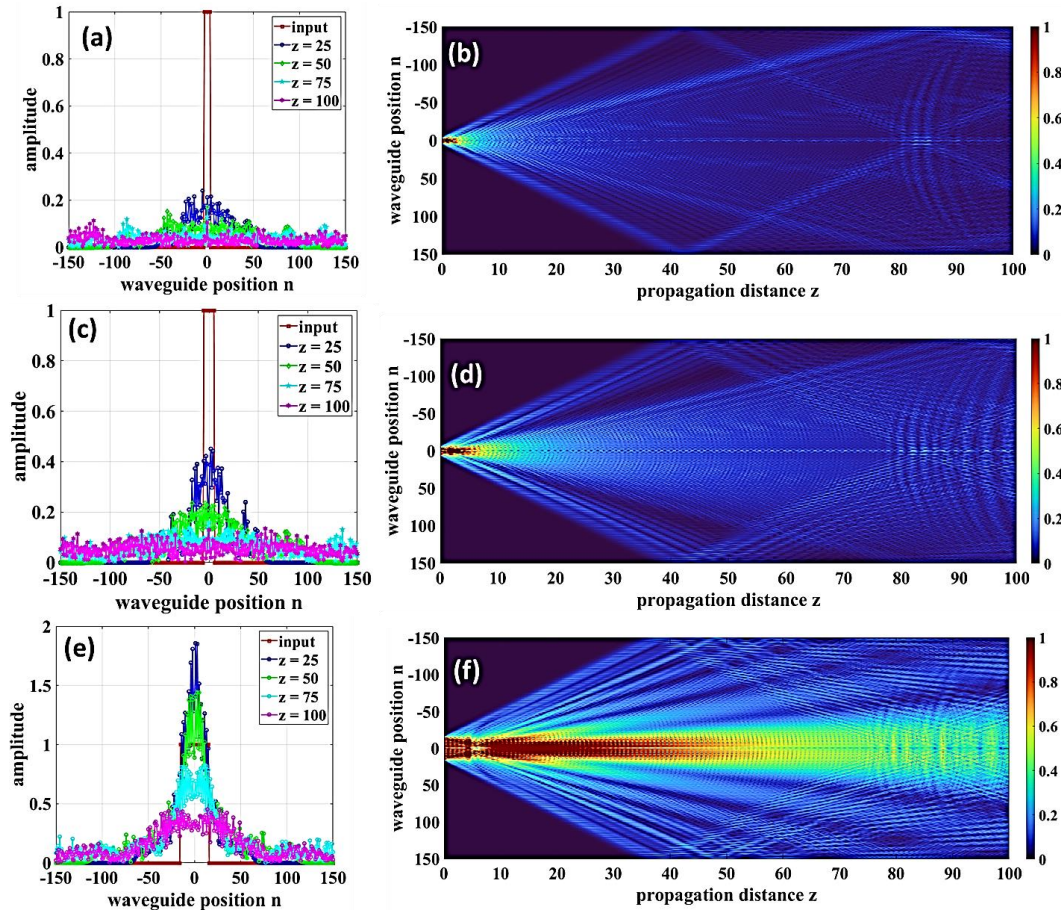 (a)
1
0.8
0.6
0.4
0.2
0
-150 -100 -50 0 50 100 150
amplitude
waveguide position n
input
z = 25
z = 50
z = 75
z = 100
(b)
-150
-100
-50
0
50
100
150
0 10 20 30 40 50 60 70 80 90 100
waveguide position n
propagation distance z
1
0.8
0.6
0.4
0.2
0
(c)
1
0.8
0.6
0.4
0.2
0
-150 -100 -50 0 50 100 150
amplitude
waveguide position n
input
z = 25
z = 50
z = 75
z = 100
(d)
-150
-100
-50
0
50
100
150
0 10 20 30 40 50 60 70 80 90 100
waveguide position n
propagation distance z
1
0.8
0.6
0.4
0.2
0
(e)
2
1.5
1
0.5
0
-150 -100 -50 0 50 100 150
amplitude
waveguide position n
input
z = 25
z = 50
z = 75
z = 100
(f)
-150
-100
-50
0
50
100
150
0 10 20 30 40 50 60 70 80 90 100
waveguide position n
propagation distance z
1
0.8
0.6
0.4
0.2
0